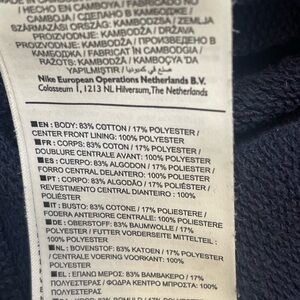 HECHO EN CAMBOYA / FABRICADO NO
CAMBOJA / СДЕЛАНО В КАМБОДЖЕ /
SZÁRMAZÁSI ORSZÁG: KAMBODZSA / ZEMLJA
PROIZVODNJE: KAMBODŽA / DRŽAVA
PROIZVODNJE: KAMBODŽA / ПРОИЗВЕДЕНО В
КАМБОДЖА / FABRICAT ÎN CAMBODGIA /
RAŽOTS: KAMBODŽĀ / KAMBOÇYA'DA
YAPILMIŞTIR /
Nike European Operations Netherlands B.V.
Colosseum 1, 1213 NL Hilversum, The Netherlands
EN: BODY: 83% COTTON / 17% POLYESTER /
CENTER FRONT LINING: 100% POLYESTER
FR: CORPS: 83% COTON / 17% POLYESTER /
DOUBLURE CENTRALE AVANT: 100% POLYESTER
ES: CUERPO: 83% ALGODÓN / 17% POLIÉSTER /
FORRO CENTRAL DELANTERO: 100% POLIÉSTER
PT: CORPO: 83% ALGODÃO / 17% POLIÉSTER /
REVESTIMENTO CENTRAL DIANTEIRO: 100%
POLIÉSTER
IT: BUSTO: 83% COTONE / 17% POLIESTERE /
FODERA ANTERIORE CENTRALE: 100% POLIESTERE
DE: OBERSTOFF: 83% BAUMWOLLE / 17%
POLYESTER / FUTTER VORDERSEITE MITTELTEIL :
100% POLYESTER
NL: BOVENSTOF: 83% KATOEN / 17% POLYESTER /
CENTRALE VOERING VOORKANT: 100%
POLYESTER
EL: ΕΠΑΝΩ ΜΕΡΟΣ: 83% ΒΑΜΒΑΚΕΡΟ / 17%
ΠΟΛΥΕΣΤΕΡΑΣ / ΦΟΔΡΑ ΚΕΝΤΡΙΚΑ ΜΠΡΟΣΤΑ: 100%
ΠΟΛΥΕΣΤΕΡΑΣ